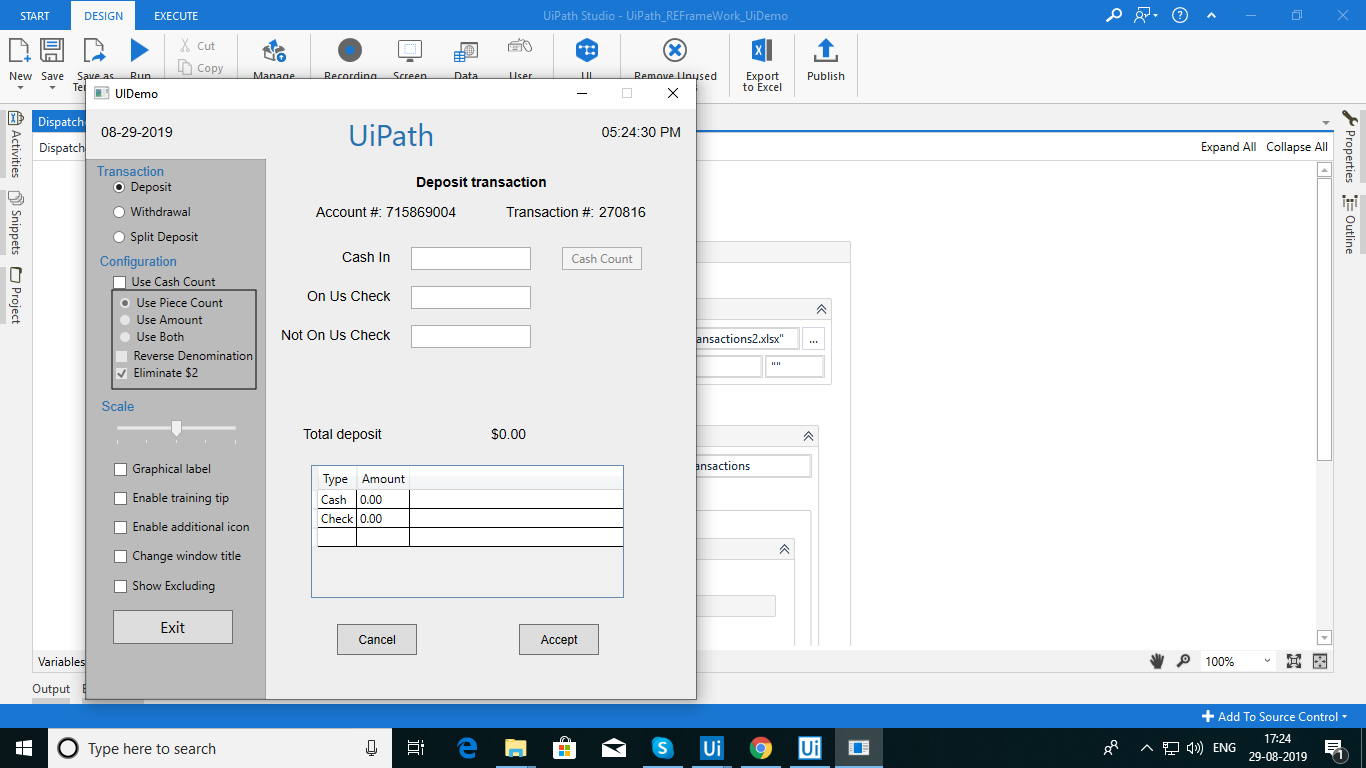 START DESIGN EXECUTE UiPath Studio - UiPath_REFrameWork_UiDemo
New Save Save as Run Cut Copy Manage Recording Screen Data User UI Remove Unused Export to Excel Publish
UIDemo
Dispatch
Dispatch
Expand All Collapse All
Activities
Snippets
Project
Properties
Outline
08-29-2019 UiPath 05:24:30 PM
Transaction
Deposit
Withdrawal
Split Deposit
Configuration
Use Cash Count
Use Piece Count
Use Amount
Use Both
Reverse Denomination
Eliminate $2
Scale
Graphical label
Enable training tip
Enable additional icon
Change window title
Show Excluding
Exit
Deposit transaction
Account #: 715869004 Transaction #: 270816
Cash In Cash Count
On Us Check
Not On Us Check
Total deposit $0.00
Type Amount
Cash 0.00
Check 0.00
Cancel Accept
ansactions2.xlsx" ...
""
ansactions
Variables
100%
Output
Add To Source Control
Type here to search
ENG
17:24
29-08-2019
1